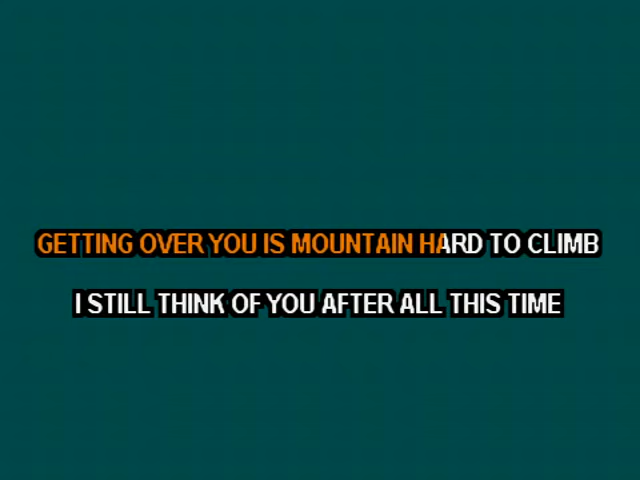 GETTING OVER YOU IS MOUNTAIN HARD TO CLIMB
I STILL THINK OF YOU AFTER ALL THIS TIME